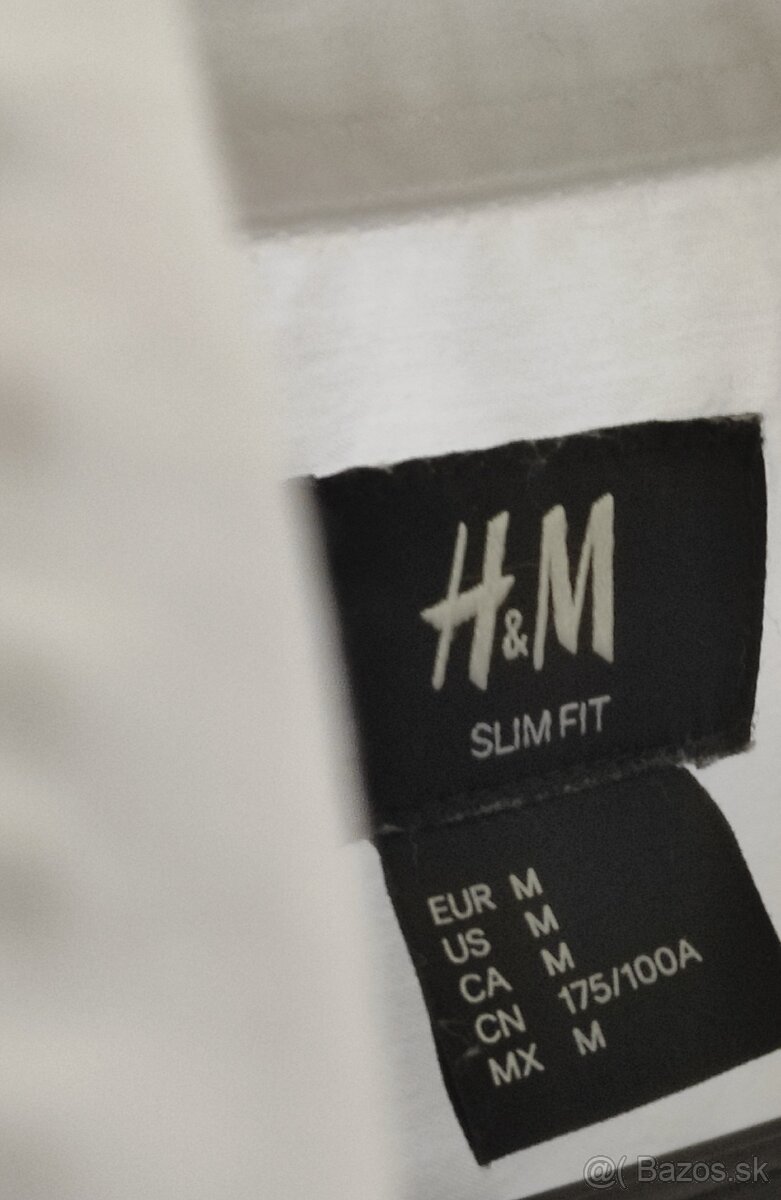 H&M
SLIM FIT
EUR M
US M
CA M
CN 175/100A
MX M
@( Bazos.sk